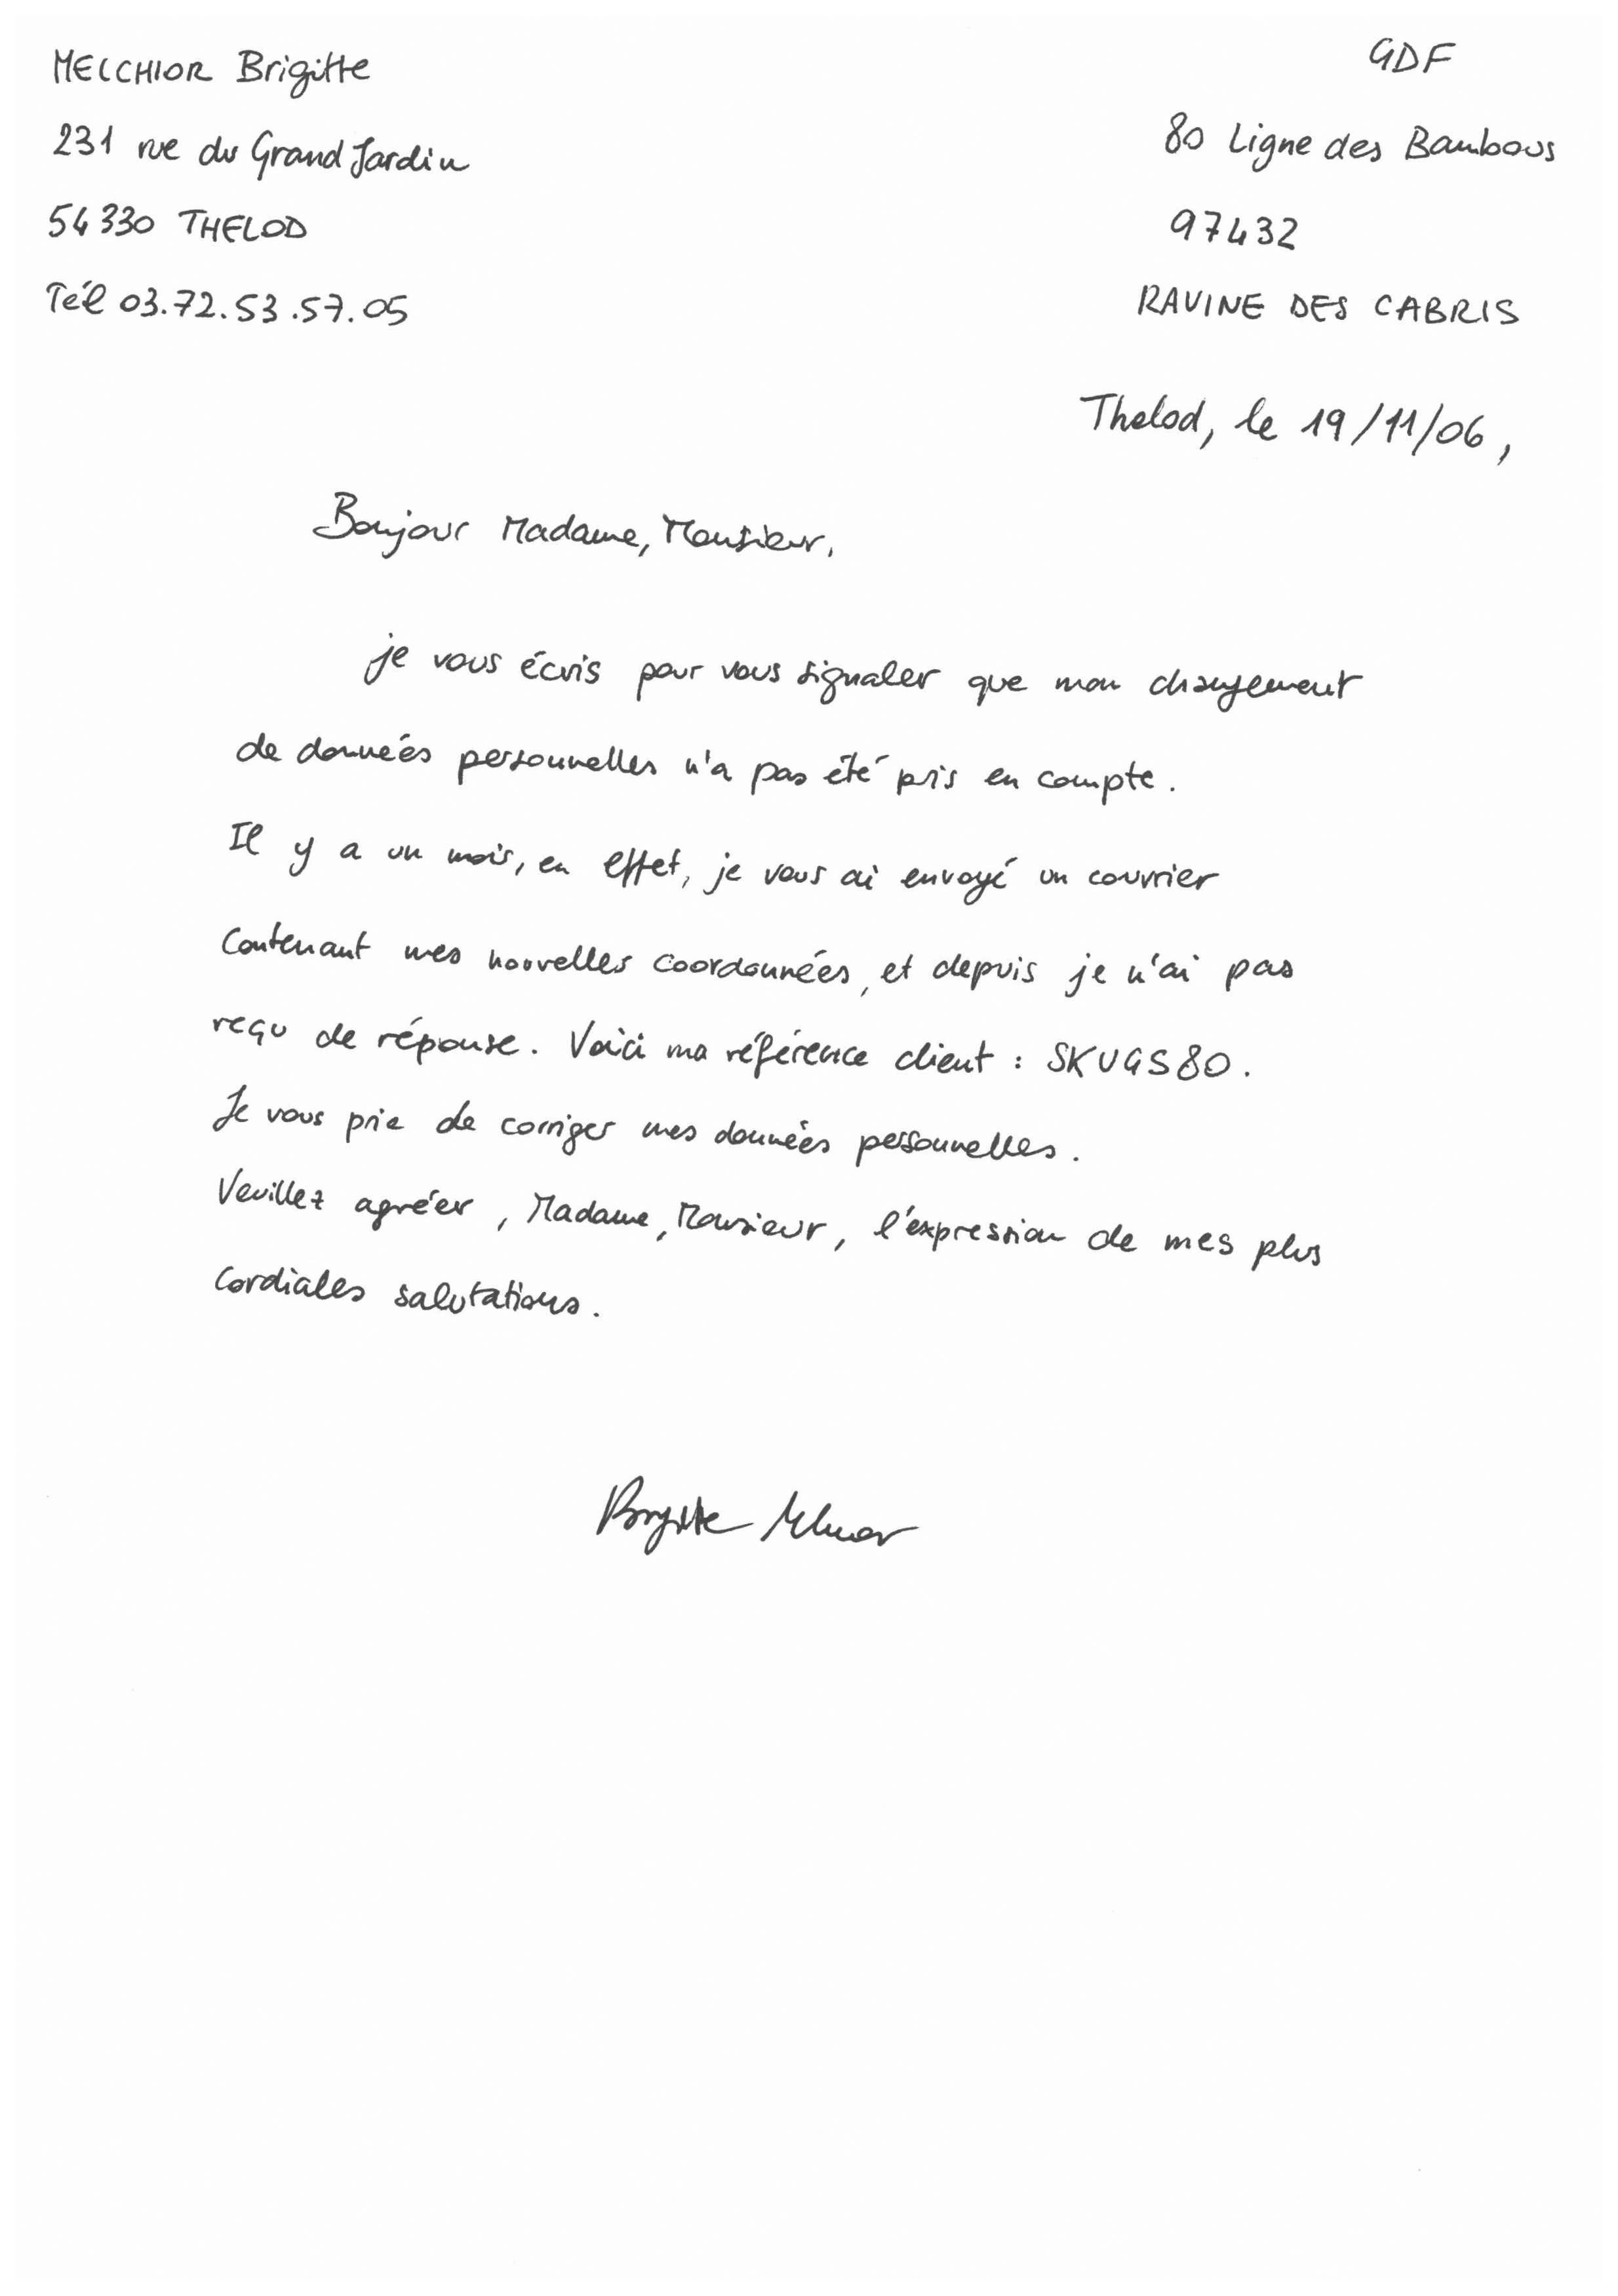 MELCHIOR Brigitte
231 rue du Grand Jardin
54330 THELOD
Tél 03.72.53.57.05
GDF
80 Ligne des Bambous
97432
RAVINE DES CABRIS
Thelod, le 19/11/06,
Bonjour Madame, Monsieur,
je vous écris pour vous signaler que mon changement
de données personnelles n'a pas été pris en compte.
Il y a un mois, en effet, je vous ai envoyé un courrier
contenant mes nouvelles coordonnées, et depuis je n'ai pas
reçu de réponse. Voici ma référence client : SKUGS80.
Je vous prie de corriger mes données personnelles.
Veuillez agréer, Madame, Monsieur, l'expression de mes plus
cordiales salutations.
Brigitte